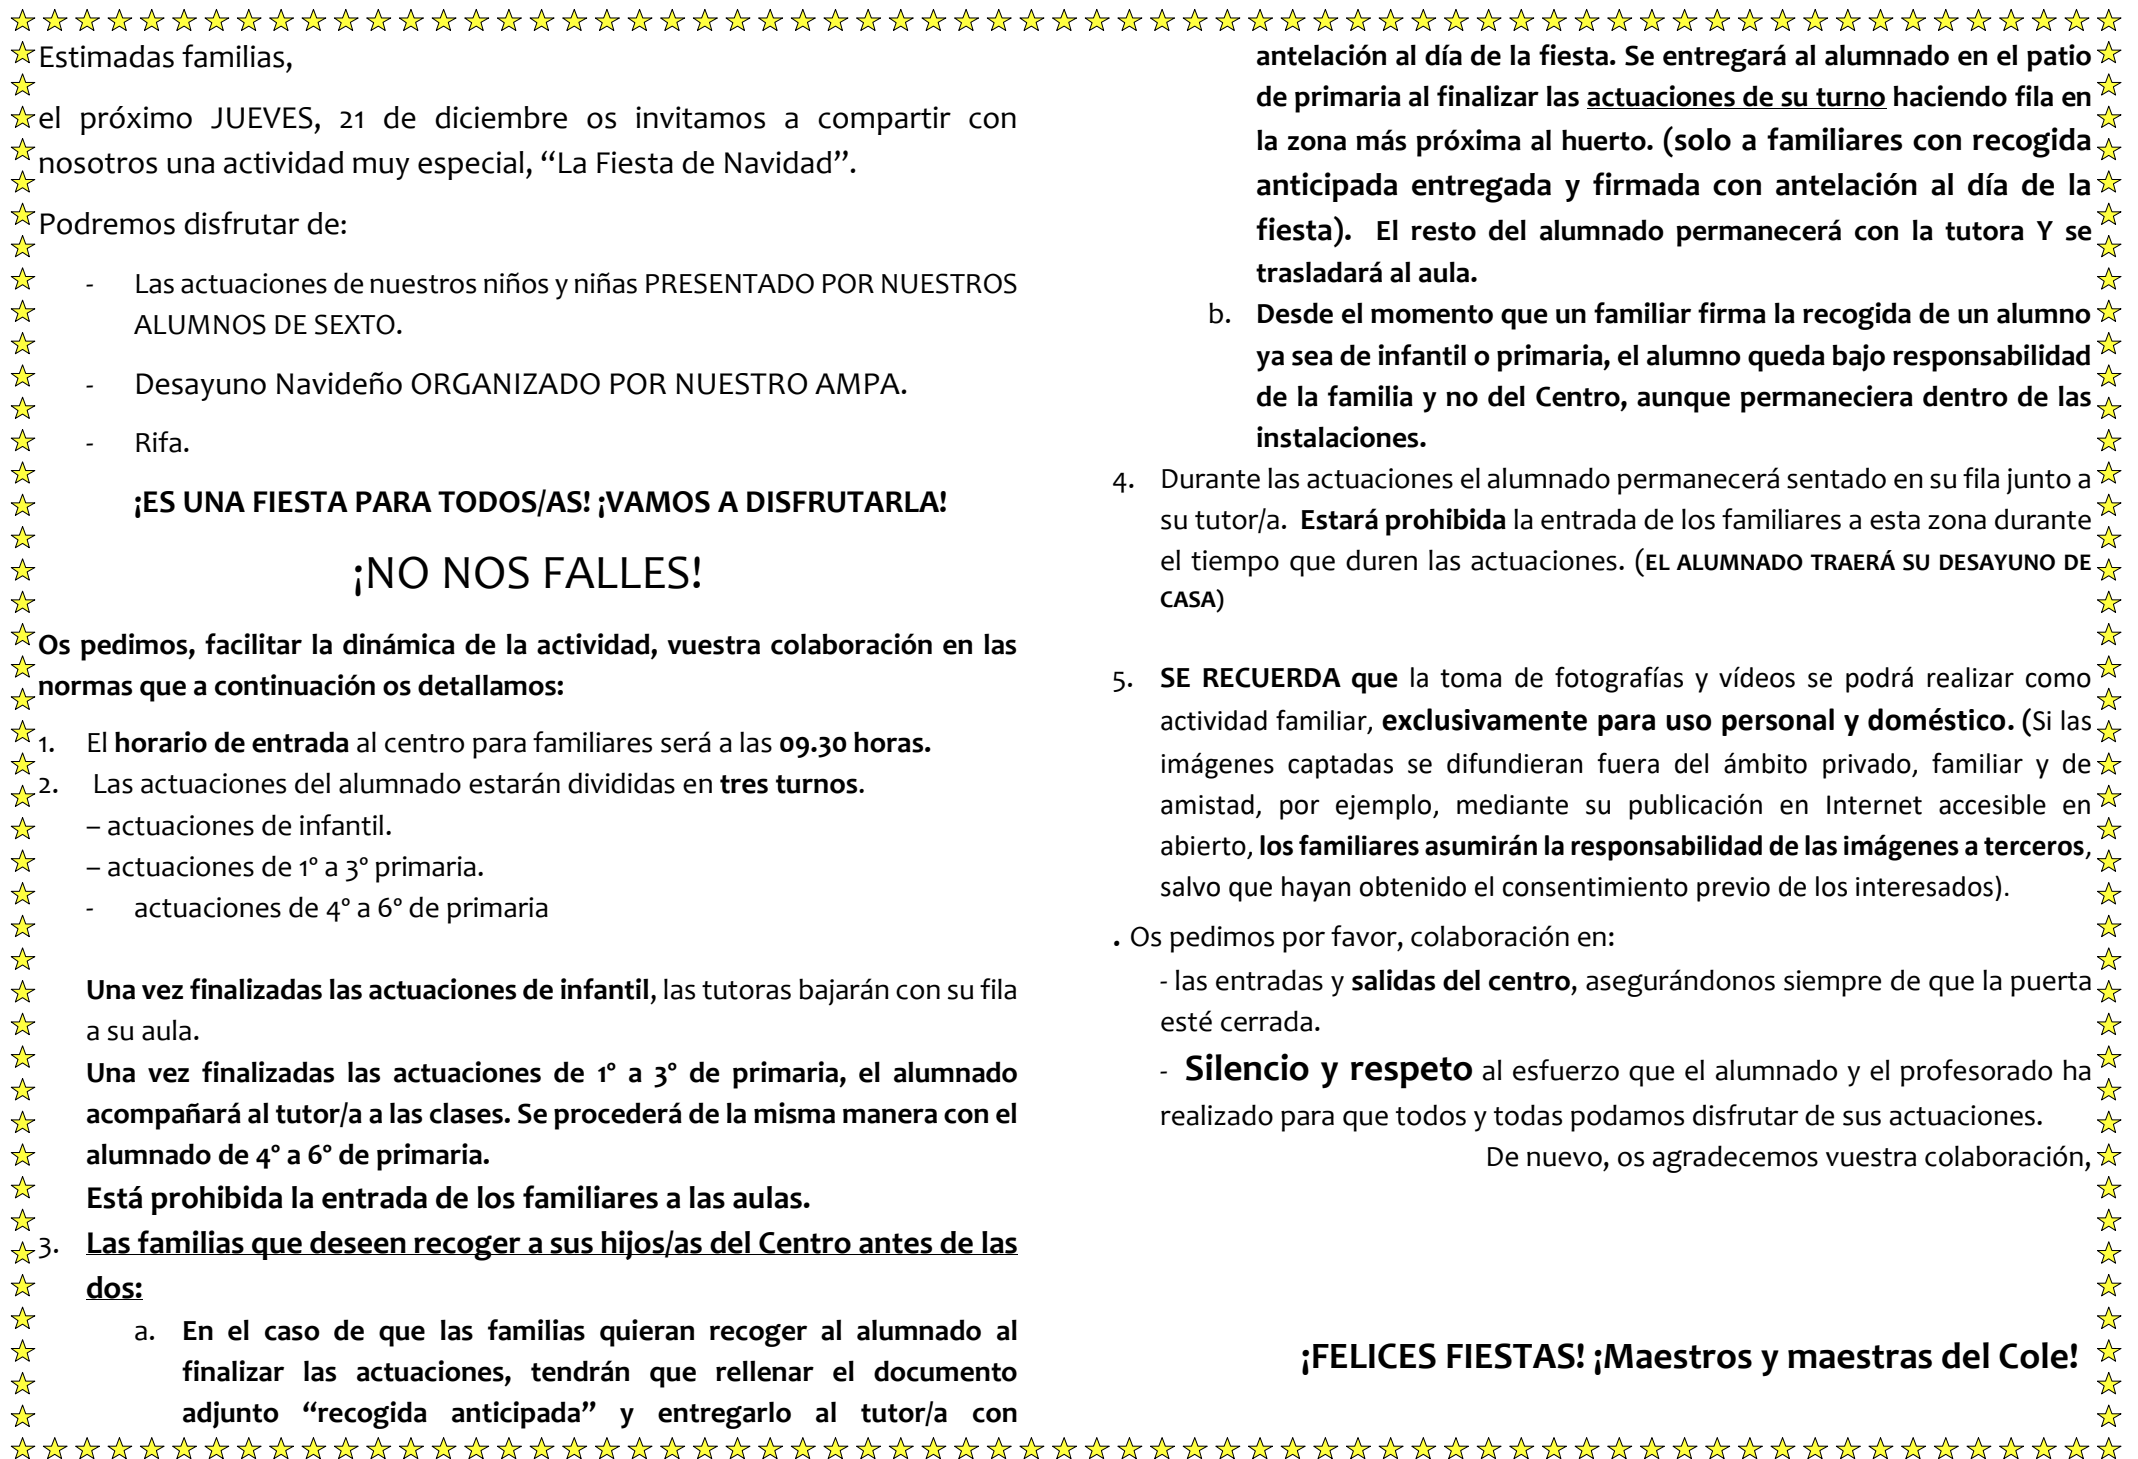 Estimadas familias,
el próximo JUEVES, 21 de diciembre os invitamos a compartir con
nosotros una actividad muy especial, “La Fiesta de Navidad”.
Podremos disfrutar de:
- Las actuaciones de nuestros niños y niñas PRESENTADO POR NUESTROS
ALUMNOS DE SEXTO.
- Desayuno Navideño ORGANIZADO POR NUESTRO AMPA.
- Rifa.
¡ES UNA FIESTA PARA TODOS/AS! ¡VAMOS A DISFRUTARLA!
¡NO NOS FALLES!
Os pedimos, facilitar la dinámica de la actividad, vuestra colaboración en las
normas que a continuación os detallamos:
1. El horario de entrada al centro para familiares será a las 09.30 horas.
2. Las actuaciones del alumnado estarán divididas en tres turnos.
– actuaciones de infantil.
– actuaciones de 1º a 3º primaria.
- actuaciones de 4º a 6º de primaria
Una vez finalizadas las actuaciones de infantil, las tutoras bajarán con su fila
a su aula.
Una vez finalizadas las actuaciones de 1º a 3º de primaria, el alumnado
acompañará al tutor/a a las clases. Se procederá de la misma manera con el
alumnado de 4º a 6º de primaria.
Está prohibida la entrada de los familiares a las aulas.
3. Las familias que deseen recoger a sus hijos/as del Centro antes de las
dos:
a. En el caso de que las familias quieran recoger al alumnado al
finalizar las actuaciones, tendrán que rellenar el documento
adjunto “recogida anticipada” y entregarlo al tutor/a con
antelación al día de la fiesta. Se entregará al alumnado en el patio
de primaria al finalizar las actuaciones de su turno haciendo fila en
la zona más próxima al huerto. (solo a familiares con recogida
anticipada entregada y firmada con antelación al día de la
fiesta). El resto del alumnado permanecerá con la tutora Y se
trasladará al aula.
b. Desde el momento que un familiar firma la recogida de un alumno
ya sea de infantil o primaria, el alumno queda bajo responsabilidad
de la familia y no del Centro, aunque permaneciera dentro de las
instalaciones.
4. Durante las actuaciones el alumnado permanecerá sentado en su fila junto a
su tutor/a. Estará prohibida la entrada de los familiares a esta zona durante
el tiempo que duren las actuaciones. (EL ALUMNADO TRAERÁ SU DESAYUNO DE
CASA)
5. SE RECUERDA que la toma de fotografías y vídeos se podrá realizar como
actividad familiar, exclusivamente para uso personal y doméstico. (Si las
imágenes captadas se difundieran fuera del ámbito privado, familiar y de
amistad, por ejemplo, mediante su publicación en Internet accesible en
abierto, los familiares asumirán la responsabilidad de las imágenes a terceros,
salvo que hayan obtenido el consentimiento previo de los interesados).
. Os pedimos por favor, colaboración en:
- las entradas y salidas del centro, asegurándonos siempre de que la puerta
esté cerrada.
- Silencio y respeto al esfuerzo que el alumnado y el profesorado ha
realizado para que todos y todas podamos disfrutar de sus actuaciones.
De nuevo, os agradecemos vuestra colaboración,
¡FELICES FIESTAS! ¡Maestros y maestras del Cole!